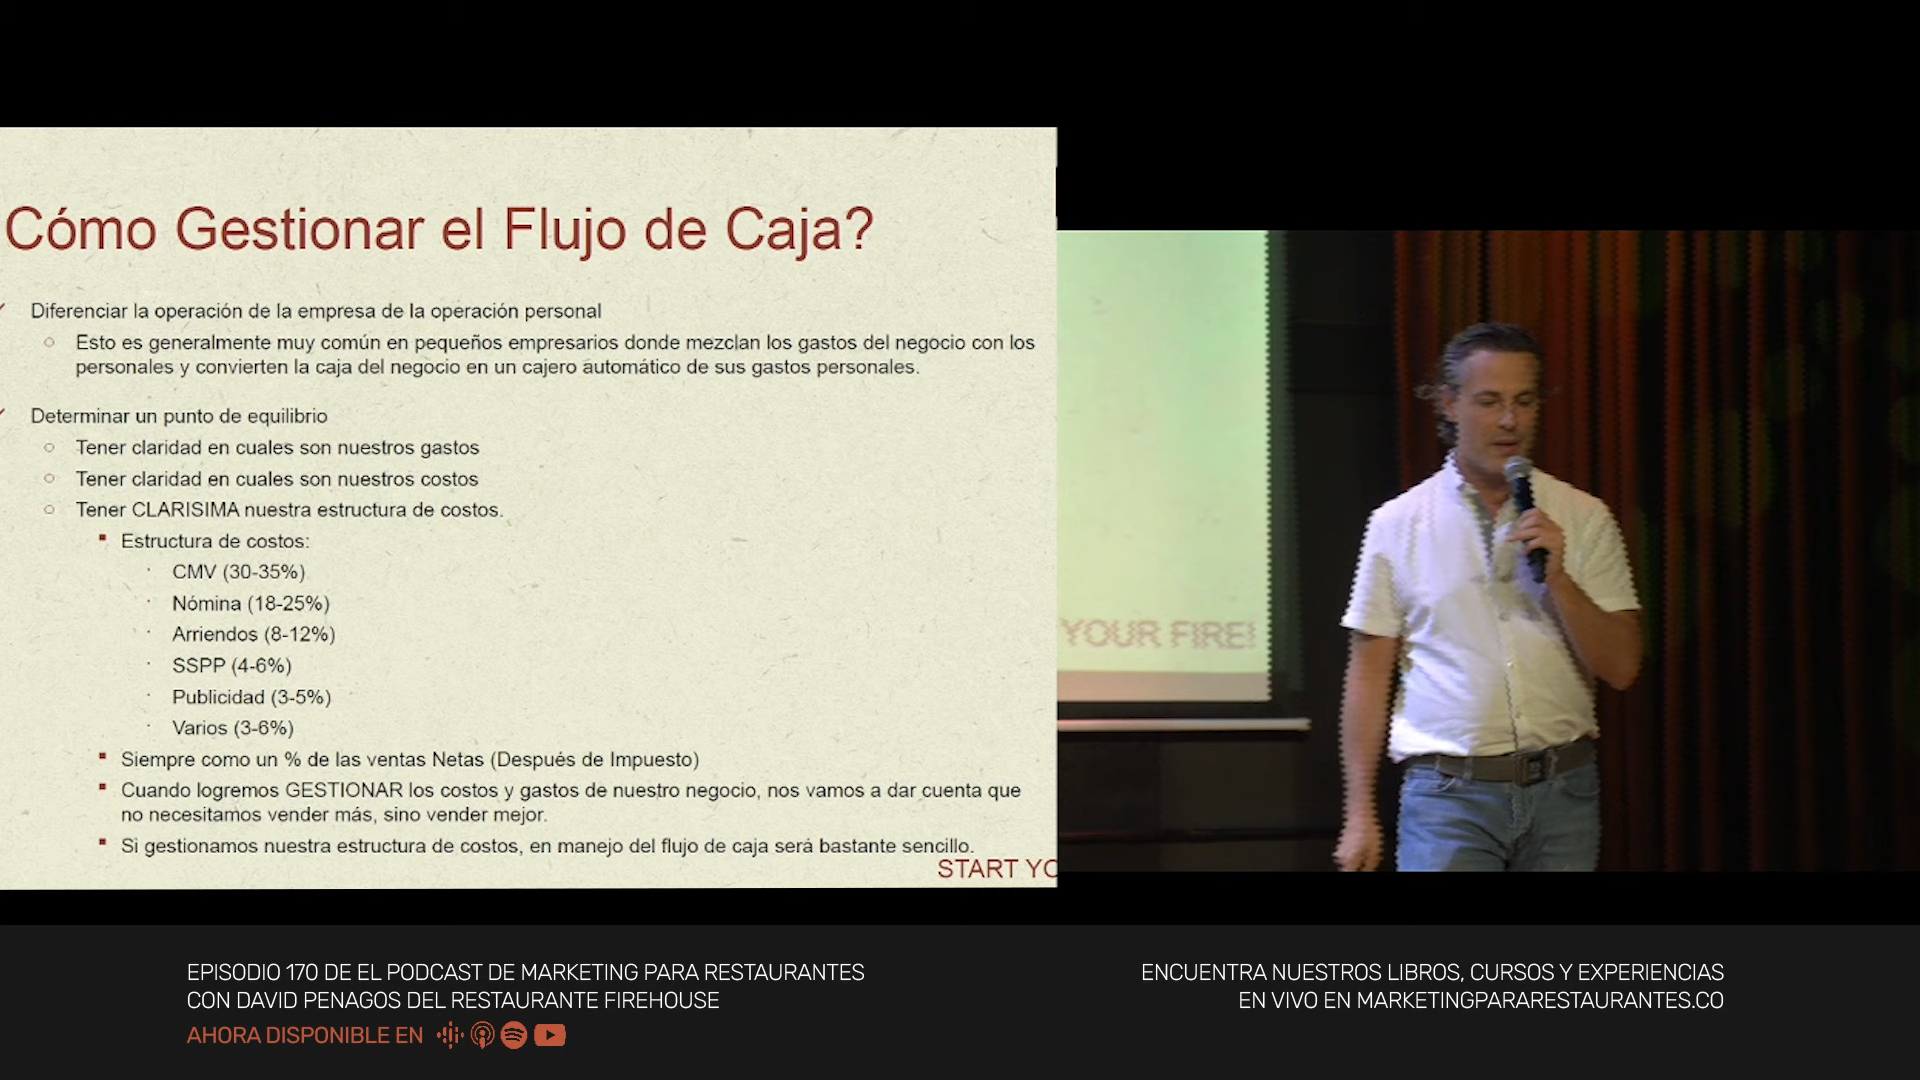 Cómo Gestionar el Flujo de Caja?
Diferenciar la operación de la empresa de la operación personal
Esto es generalmente muy común en pequeños empresarios donde mezclan los gastos del negocio con los
personales y convierten la caja del negocio en un cajero automático de sus gastos personales.
Determinar un punto de equilibrio
Tener claridad en cuales son nuestros gastos
Tener claridad en cuales son nuestros costos
Tener CLARISIMA nuestra estructura de costos.
Estructura de costos:
CMV (30-35%)
Nómina (18-25%)
Arriendos (8-12%)
SSPP (4-6%)
Publicidad (3-5%)
Varios (3-6%)
Siempre como un % de las ventas Netas (Después de Impuesto)
Cuando logremos GESTIONAR los costos y gastos de nuestro negocio, nos vamos a dar cuenta que
no necesitamos vender más, sino vender mejor.
Si gestionamos nuestra estructura de costos, en manejo del flujo de caja será bastante sencillo.
START YO
YOUR FIRE!
EPISODIO 170 DE EL PODCAST DE MARKETING PARA RESTAURANTES
CON DAVID PENAGOS DEL RESTAURANTE FIREHOUSE
AHORA DISPONIBLE EN
ENCUENTRA NUESTROS LIBROS, CURSOS Y EXPERIENCIAS
EN VIVO EN MARKETINGPARARESTAURANTES.CO